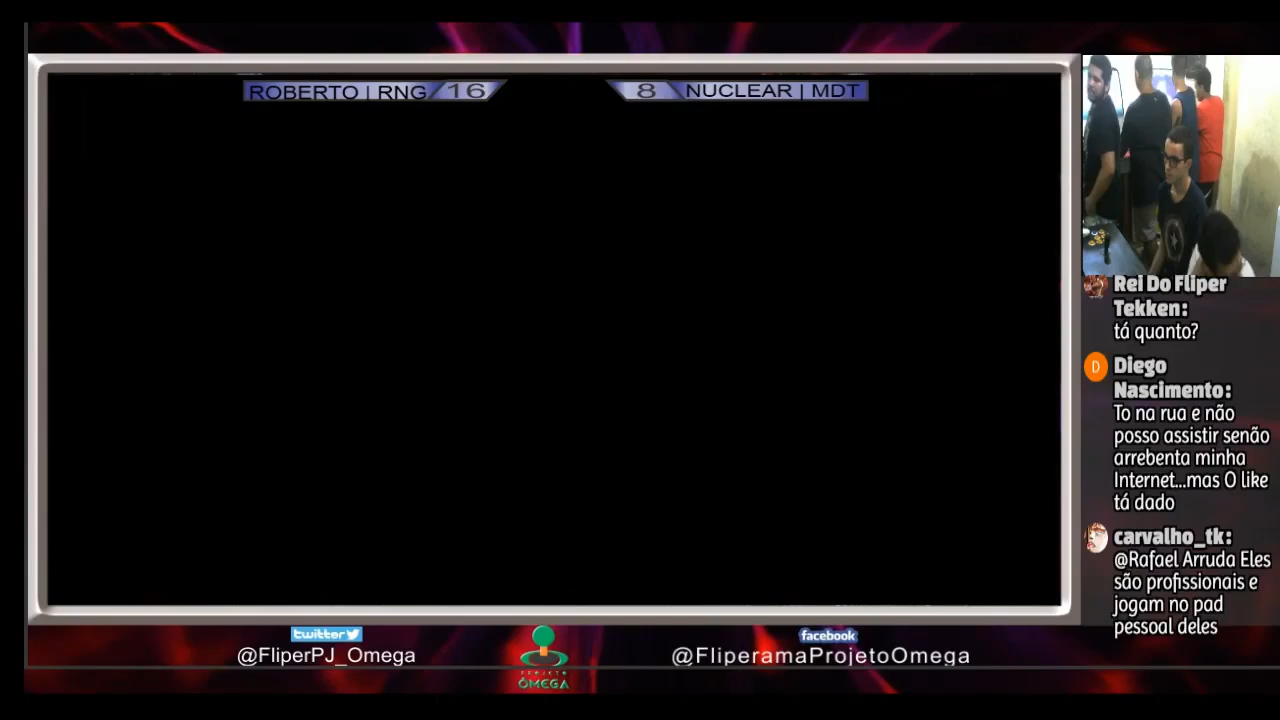 ROBERTO | RNG 16
8 NUCLEAR | MDT
Rei Do Fliper
Tekken:
tá quanto?
D
Diego
Nascimento:
To na rua e não
posso assistir senão
arrebenta minha
Internet...mas O like
tá dado
carvalho_tk:
@Rafael Arruda Eles
são profissionais e
jogam no pad
pessoal deles
twitter
@FliperPJ_Omega
PROJETO
ÔMEGA
facebook
@FliperamaProjetoOmega